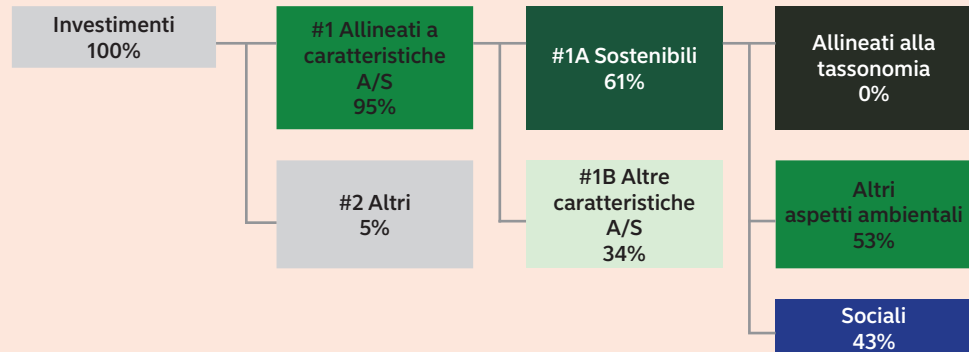 Investimenti
100%
#1 Allineati a
caratteristiche
A/S
95%
#1A Sostenibili
61%
Allineati alla
tassonomia
0%
#2 Altri
5%
#1B Altre
caratteristiche
A/S
34%
Altri
aspetti ambientali
53%
Sociali
43%